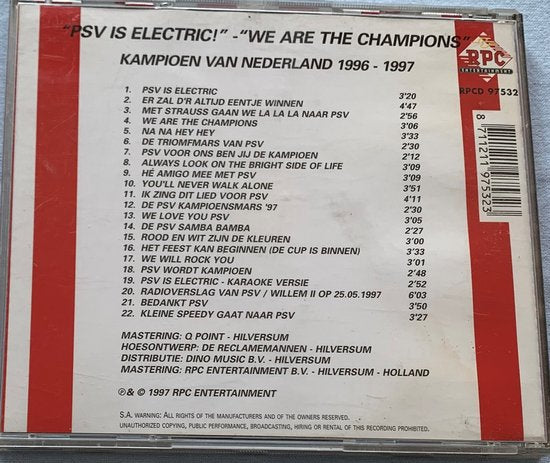 "PSV IS ELECTRIC!" -"WE ARE THE CHAMPIONS"
KAMPIOEN VAN NEDERLAND 1996 - 1997
RPC
ENTERTAINMENT
RPCD 97532
1. PSV IS ELECTRIC 3'20
2. ER ZAL D'R ALTIJD EENTJE WINNEN 4'47
3. MET STRAUSS GAAN WE LA LA LA NAAR PSV 2'56
4. WE ARE THE CHAMPIONS 3'06
5. NA NA HEY HEY 3'33
6. DE TRIOMFMARS VAN PSV 2'30
7. PSV VOOR ONS BEN JIJ DE KAMPIOEN 2'12
8. ALWAYS LOOK ON THE BRIGHT SIDE OF LIFE 3'09
9. HÉ AMIGO MEE MET PSV 3'09
10. YOU'LL NEVER WALK ALONE 3'51
11. IK ZING DIT LIED VOOR PSV 4'11
12. DE PSV KAMPIOENSMARS '97 2'30
13. WE LOVE YOU PSV 3'05
14. DE PSV SAMBA BAMBA 2'27
15. ROOD EN WIT ZIJN DE KLEUREN 3'00
16. HET FEEST KAN BEGINNEN (DE CUP IS BINNEN) 3'33
17. WE WILL ROCK YOU 3'01
18. PSV WORDT KAMPIOEN 2'48
19. PSV IS ELECTRIC - KARAOKE VERSIE 2'52
20. RADIOVERSLAG VAN PSV / WILLEM II OP 25.05.1997 6'03
21. BEDANKT PSV 3'50
22. KLEINE SPEEDY GAAT NAAR PSV 3'27
8 711211 975323
MASTERING: Q POINT - HILVERSUM
HOESONTWERP: DE RECLAMEMANNEN - HILVERSUM
DISTRIBUTIE: DINO MUSIC B.V. - HILVERSUM
MASTERING: RPC ENTERTAINMENT B.V. - HILVERSUM - HOLLAND
℗ & © 1997 RPC ENTERTAINMENT
S.A. WARNING: ALL RIGHTS OF THE MANUFACTURERS AND OF THE OWNERS RESERVED.
UNAUTHORIZED COPYING, PUBLIC PERFORMANCE, BROADCASTING, HIRING OR RENTAL OF THIS RECORDING PROHIBITED.